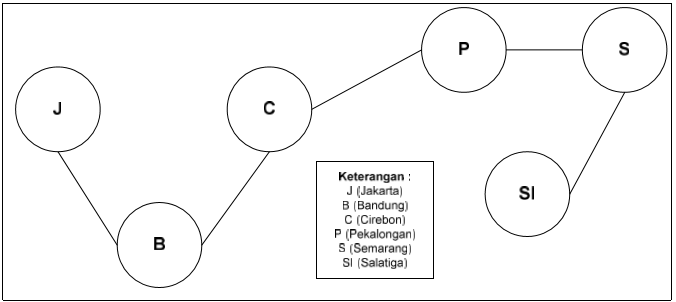 P
S
J
C
SI
B
Keterangan :
J (Jakarta)
B (Bandung)
C (Cirebon)
P (Pekalongan)
S (Semarang)
SI (Salatiga)